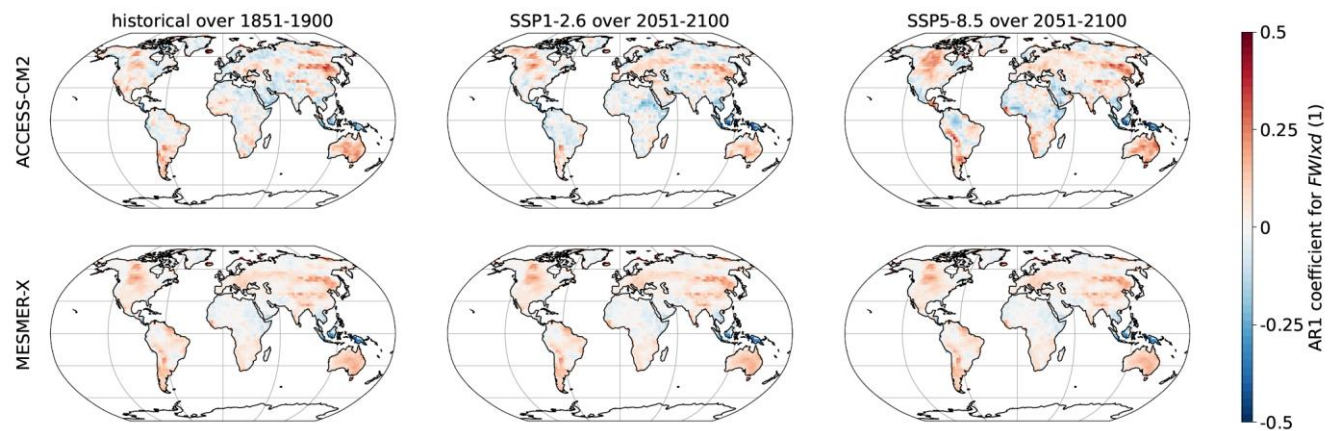 historical over 1851-1900
SSP1-2.6 over 2051-2100
SSP5-8.5 over 2051-2100
ACCESS-CM2
MESMER-X
0.5
0.25
0
-0.25
-0.5
AR1 coefficient for FWIxd (1)